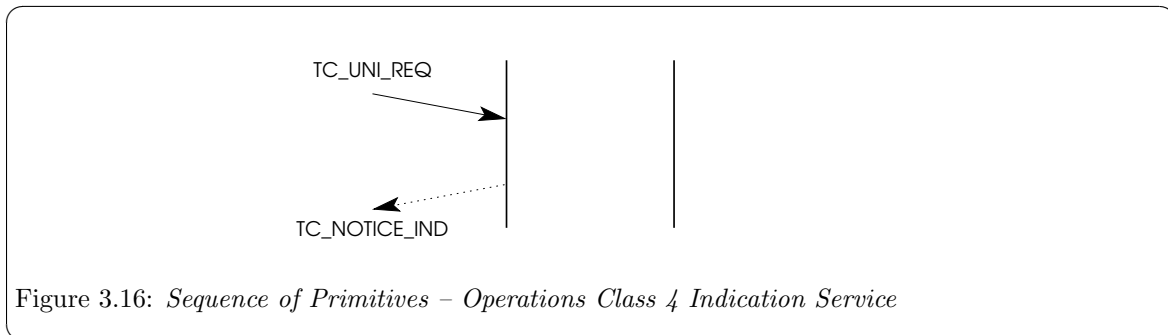 TC_UNI_REQ
TC_NOTICE_IND
Figure 3.16: Sequence of Primitives – Operations Class 4 Indication Service